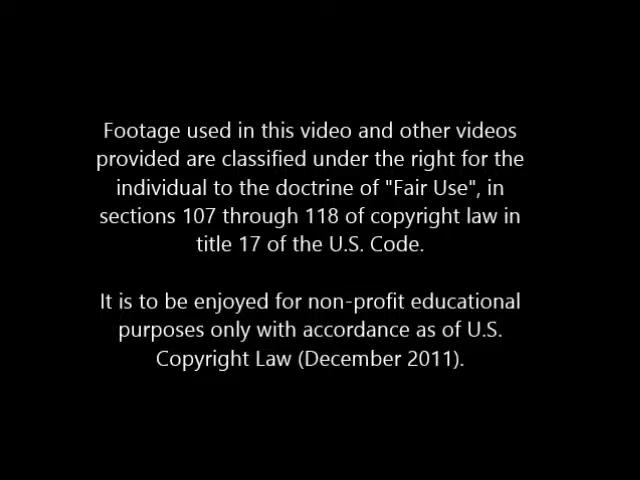 Footage used in this video and other videos
provided are classified under the right for the
individual to the doctrine of "Fair Use", in
sections 107 through 118 of copyright law in
title 17 of the U.S. Code.
It is to be enjoyed for non-profit educational
purposes only with accordance as of U.S.
Copyright Law (December 2011).